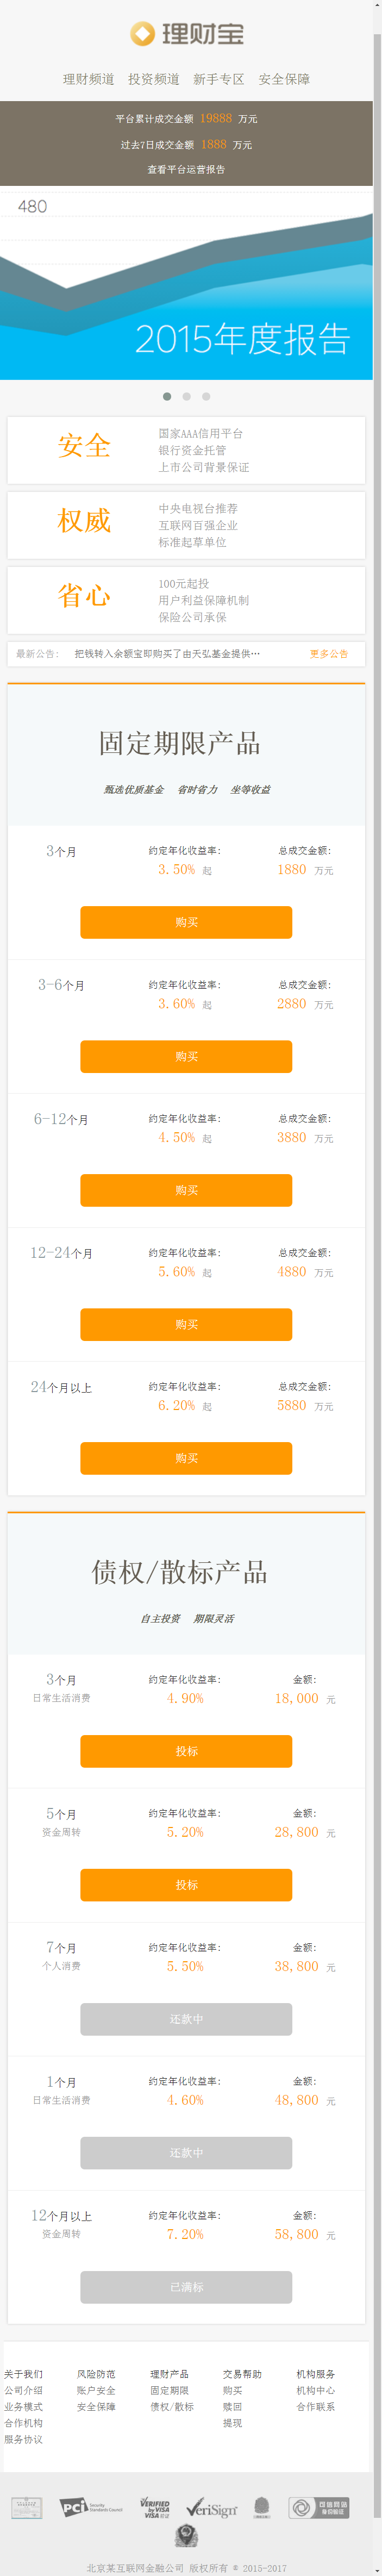 理财宝
理财频道 投资频道 新手专区 安全保障
平台累计成交金额 19888 万元
过去7日成交金额 1888 万元
查看平台运营报告
480
2015年度报告
安全
国家AAA信用平台
银行资金托管
上市公司背景保证
权威
中央电视台推荐
互联网百强企业
标准起草单位
省心
100元起投
用户利益保障机制
保险公司承保
最新公告: 把钱转入余额宝即购买了由天弘基金提供… 更多公告
固定期限产品
甄选优质基金 省时省力 坐等收益
3个月 约定年化收益率: 总成交金额:
3.50% 起 1880 万元
购买
3-6个月 约定年化收益率: 总成交金额:
3.60% 起 2880 万元
购买
6-12个月 约定年化收益率: 总成交金额:
4.50% 起 3880 万元
购买
12-24个月 约定年化收益率: 总成交金额:
5.60% 起 4880 万元
购买
24个月以上 约定年化收益率: 总成交金额:
6.20% 起 5880 万元
购买
债权/散标产品
自主投资 期限灵活
3个月 约定年化收益率: 金额:
日常生活消费 4.90% 18,000 元
投标
5个月 约定年化收益率: 金额:
资金周转 5.20% 28,800 元
投标
7个月 约定年化收益率: 金额:
个人消费 5.50% 38,800 元
还款中
1个月 约定年化收益率: 金额:
日常生活消费 4.60% 48,800 元
还款中
12个月以上 约定年化收益率: 金额:
资金周转 7.20% 58,800 元
已满标
关于我们 风险防范 理财产品 交易帮助 机构服务
公司介绍 账户安全 固定期限 购买 机构中心
业务模式 安全保障 债权/散标 赎回 合作联系
合作机构 提现
服务协议
PCI Security Standards Council VERIFIED by VISA VISA 验证 VeriSign 可信网站 身份验证
北京某互联网金融公司 版权所有 © 2015-2017